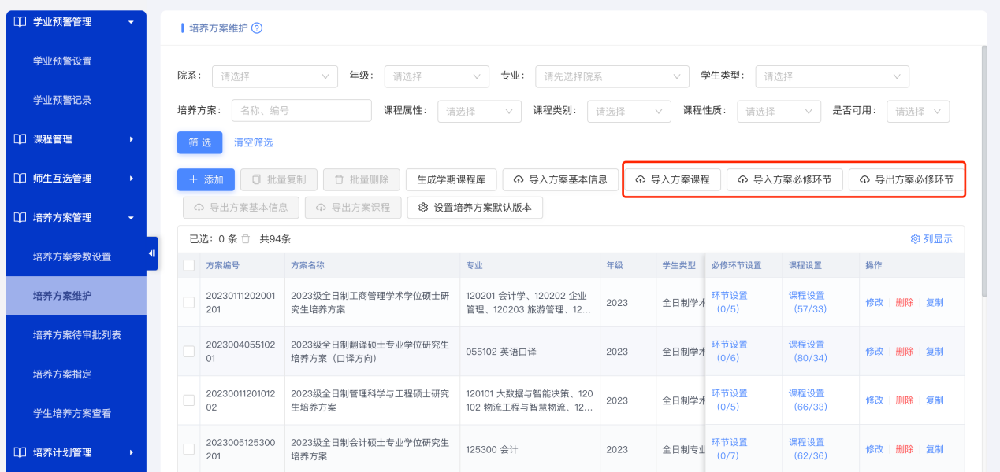 学业预警管理
学业预警设置
学业预警记录
课程管理
师生互选管理
培养方案管理
培养方案参数设置
培养方案维护
培养方案待审批列表
培养方案指定
学生培养方案查看
培养计划管理
培养方案维护
院系： 请选择 年级： 请选择 专业： 请先选择院系 学生类型： 请选择
培养方案： 名称、编号 课程属性： 请选择 课程类别： 请选择 课程性质： 请选择 是否可用： 请选择
筛 选 清空筛选
添加 批量复制 批量删除 生成学期课程库 导入方案基本信息 导入方案课程 导入方案必修环节 导出方案必修环节
导出方案基本信息 导出方案课程 设置培养方案默认版本
已选：0 条 共94条 列显示
方案编号 方案名称 专业 年级 学生类型 必修环节设置 课程设置 操作
20230111202001 2023级全日制工商管理学术学位硕士研 120201 会计学、120202 企业 2023 全日制学术 环节设置 课程设置 修改 删除 复制
201 究生培养方案 管理、120203 旅游管理、12... (0/5) (57/33)
2023004055102 2023级全日制翻译硕士专业学位研究生 055102 英语口译 2023 全日制学术 环节设置 课程设置 修改 删除 复制
01 培养方案（口译方向） (0/6) (80/34)
20230011201012 2023级全日制管理科学与工程硕士研究 120101 大数据与智能决策、120 2023 全日制学术 环节设置 课程设置 修改 删除 复制
02 生培养方案 102 物流工程与智慧物流、12... (0/5) (66/33)
2023005125300 2023级全日制会计硕士专业学位研究生 125300 会计 2023 全日制专业 环节设置 课程设置 修改 删除 复制
201 培养方案 (0/7) (62/36)